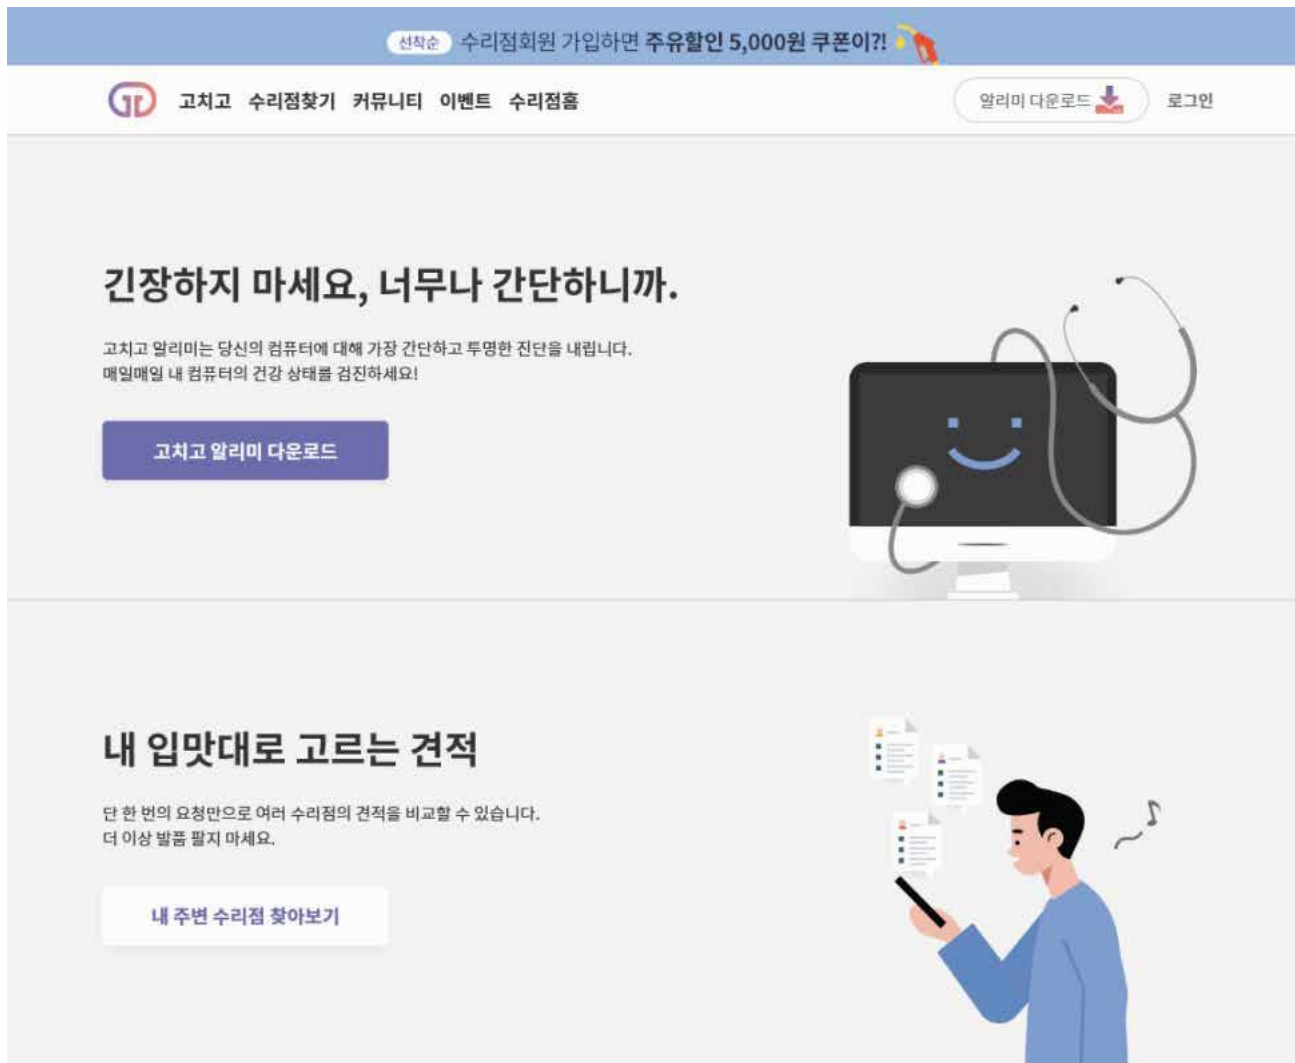 선착순 수리점회원 가입하면 주유할인 5,000원 쿠폰이?!
고치고 수리점찾기 커뮤니티 이벤트 수리점홈 알리미 다운로드 로그인
긴장하지 마세요, 너무나 간단하니까.
고치고 알리미는 당신의 컴퓨터에 대해 가장 간단하고 투명한 진단을 내립니다.
매일매일 내 컴퓨터의 건강 상태를 검진하세요!
고치고 알리미 다운로드
내 입맛대로 고르는 견적
단 한 번의 요청만으로 여러 수리점의 견적을 비교할 수 있습니다.
더 이상 발품 팔지 마세요.
내 주변 수리점 찾아보기